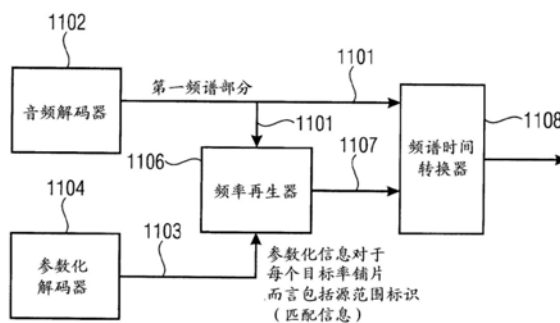 1102
音频解码器
第一频谱部分
1101
1101
1106
频率再生器
1107
频谱时间
转换器
1108
1104
参数化
解码器
1103
参数化信息对于
每个目标率铺片
而言包括源范围标识
（匹配信息）